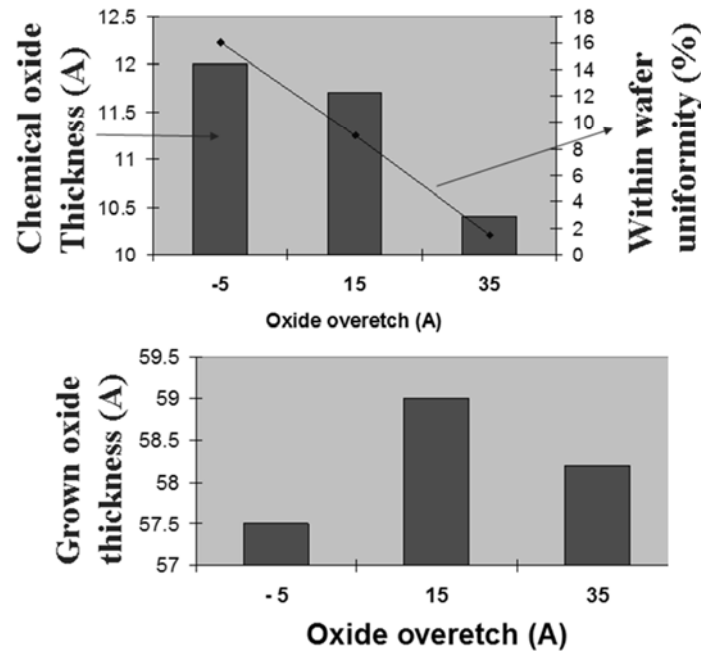 Chemical oxide
Thickness (A)
12.5
12
11.5
11
10.5
10
18
16
14
12
10
8
6
4
2
0
Within wafer
uniformity (%)
-5 15 35
Oxide overetch (A)
Grown oxide
thickness (A)
59.5
59
58.5
58
57.5
57
- 5 15 35
Oxide overetch (A)